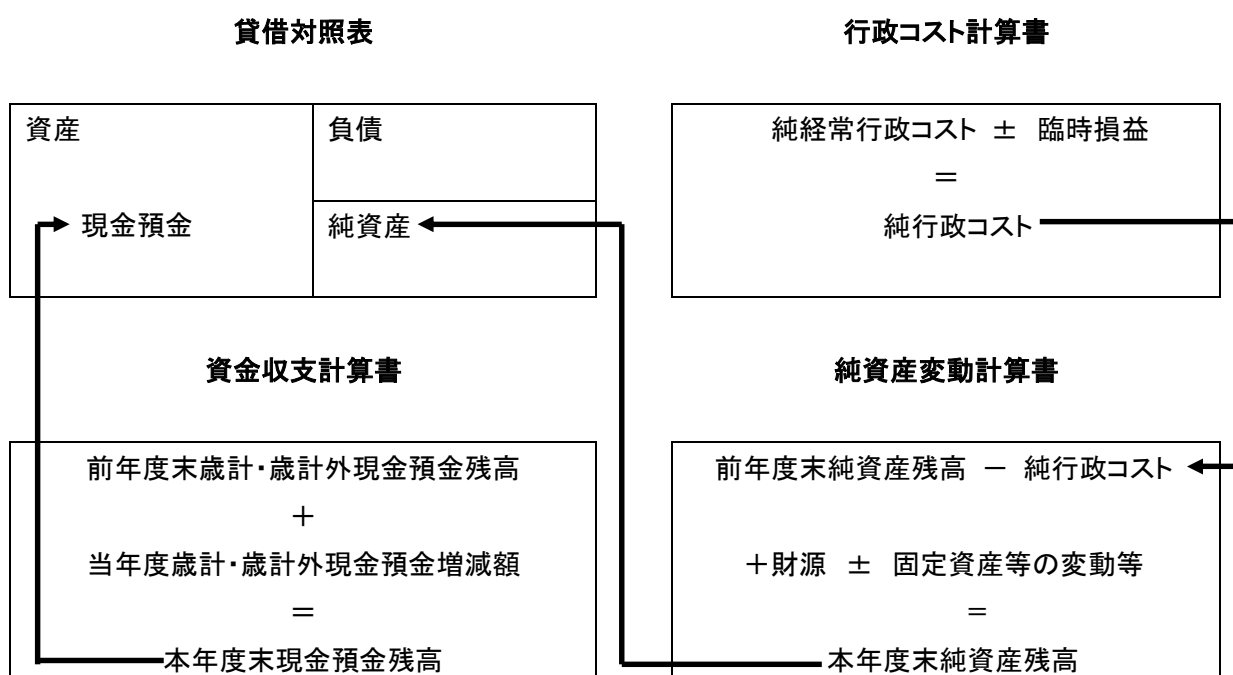 貸借対照表
資産
負債
現金預金
純資産
行政コスト計算書
純経常行政コスト ± 臨時損益
＝
純行政コスト
資金収支計算書
前年度末歳計・歳計外現金預金残高
＋
当年度歳計・歳計外現金預金増減額
＝
本年度末現金預金残高
純資産変動計算書
前年度末純資産残高 － 純行政コスト
＋財源 ± 固定資産等の変動等
＝
本年度末純資産残高